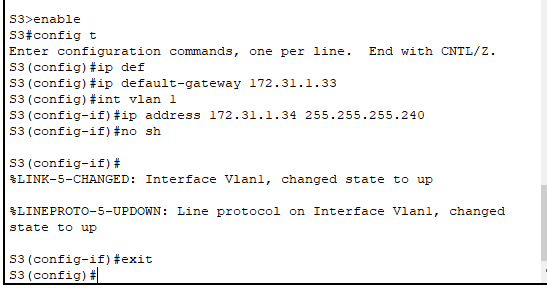 S3>enable
S3#config t
Enter configuration commands, one per line.  End with CNTL/Z.
S3(config)#ip def
S3(config)#ip default-gateway 172.31.1.33
S3(config)#int vlan 1
S3(config-if)#ip address 172.31.1.34 255.255.255.240
S3(config-if)#no sh

S3(config-if)#
%LINK-5-CHANGED: Interface Vlan1, changed state to up

%LINEPROTO-5-UPDOWN: Line protocol on Interface Vlan1, changed
state to up

S3(config-if)#exit
S3(config)#